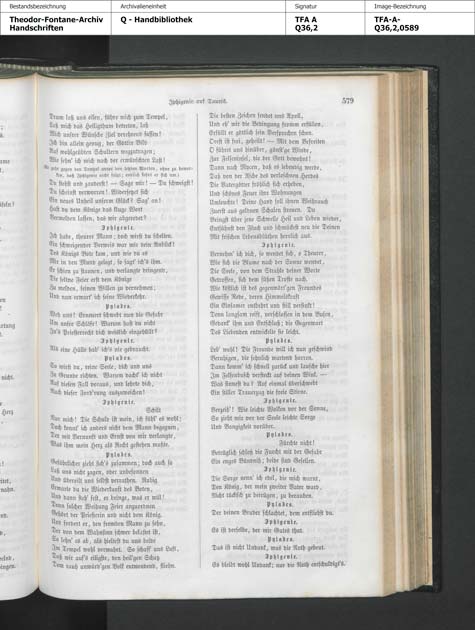 Bestandsbezeichnung
Archivalieneinheit
Signatur
Image-Bezeichnung
Theodor-Fontane-Archiv
Handschriften
Q - Handbibliothek
TFA A
Q36,2
TFA-A-
Q36,2,0589
Iphigenie auf Tauris.
579
Drum laß uns eilen, führe mich zum Tempel,
Laß mich das Heiligthum betreten, laß
Mich unsrer Wünsche Ziel verehrend fassen!
Ich bin allein genug, der Göttin Bild
Auf wohlgeübten Schultern wegzutragen;
Wie sehn' ich mich nach der erwünschten Last!
Du stehst und zauderst! — Sage mir! — Du schweigst!
Du scheinst verworren! Widersetzet sich
Ein neues Unheil unserm Glück? Sag' an!
Hast du dem Könige das kluge Wort
Vermelden lassen, das wir abgeredet?
Iphigenie.
Ich habe, theurer Mann; doch wirst du schelten.
Ein schweigender Verweis war mir dein Anblick!
Des Königs Bote kam, und wie du es
Mir in den Mund gelegt, so sagt' ich's ihm.
Er schien zu staunen, und verlangte dringend,
Die seltne Feier erst dem Könige
Zu melden, seinen Willen zu vernehmen;
Und nun erwart' ich seine Wiederkehr.
Pylades.
Weh uns! Erneuert schwebt nun die Gefahr
Um unsre Schläfe! Warum hast du nicht
In's Priesterrecht dich weislich eingehüllt?
Iphigenie.
Als eine Hülle hab' ich's nie gebraucht.
Pylades.
So wirst du, reine Seele, dich und uns
Zu Grunde richten. Warum dacht' ich nicht
Auf diesen Fall voraus, und lehrte dich,
Auch dieser Ford'rung auszuweichen!
Iphigenie.
Schilt
Nur mich! Die Schuld ist mein, ich fühl' es wohl;
Doch konnt' ich anders nicht dem Mann begegnen,
Der mit Vernunft und Ernst von mir verlangte,
Was ihm mein Herz als Recht gestehen mußte.
Pylades.
Gefährlicher zieht sich's zusammen; doch auch so
Laß uns nicht zagen, oder unbesonnen
Und übereilt uns selbst verrathen. Ruhig
Erwarte du die Wiederkunft des Boten,
Und dann steh' fest, er bringe, was er will!
Denn solcher Weihung Feier anzuordnen
Gehört der Priesterin und nicht dem König.
Und fordert er, den fremden Mann zu sehn,
Der von dem Wahnsinn schwer belastet ist,
So lehn' es ab, als hieltest du uns beide
Im Tempel wohl verwahrt. So schaff' uns Luft,
Daß wir auf's eiligste, den heil'gen Schatz
Dem rauh unwürd'gen Volk entwendend, fliehn.
Die besten Zeichen sendet uns Apoll,
Und eh' wir die Bedingung fromm erfüllen,
Erfüllt er göttlich sein Versprechen schon.
Orest ist frei, geheilt! — Mit dem Befreiten
O führet uns hinüber, günst'ge Winde,
Zur Felseninsel, die der Gott bewohnt!
Dann nach Mycen, daß es lebendig werde,
Daß von der Asche des verloschnen Herdes
Die Vatergötter fröhlich sich erheben,
Und schönes Feuer ihre Wohnungen
Umleuchte! Deine Hand soll ihnen Weihrauch
Zuerst aus goldnen Schalen streuen. Du
Bringst über jene Schwelle Heil und Leben wieder,
Entsühnst den Fluch und schmückest neu die Deinen
Mit frischen Lebensblüthen herrlich aus.
Iphigenie.
Vernehm' ich dich, so wendet sich, o Theurer,
Wie sich die Blume nach der Sonne wendet,
Die Seele, von dem Strahle deiner Worte
Getroffen, sich dem süßen Troste nach.
Wie köstlich ist des gegenwärt'gen Freundes
Gewisse Rede, deren Himmelskraft
Ein Einsamer entbehrt und still versinkt!
Denn langsam reift, verschlossen in dem Busen,
Gedank' ihm und Entschluß; die Gegenwart
Des Liebenden entwickelte sie leicht.
Pylades.
Leb' wohl! Die Freunde will ich nun geschwind
Beruhigen, die sehnlich wartend harren.
Dann komm' ich schnell zurück und lausche hier
Im Felsenbusch versteckt auf deinen Wink. —
Was sinnest du? Auf einmal überschwebt
Ein stiller Trauerzug die freie Stirne.
Iphigenie.
Verzeih'! Wie leichte Wolken vor der Sonne,
So zieht mir vor der Seele leichte Sorge
Und Bangigkeit vorüber.
Pylades.
Fürchte nicht!
Betrüglich schloß die Furcht mit der Gefahr
Ein enges Bündniß; beide sind Gesellen.
Iphigenie.
Die Sorge nenn' ich edel, die mich warnt,
Den König, der mein zweiter Vater ward,
Nicht tückisch zu betrügen, zu berauben.
Pylades.
Der deinen Bruder schlachtet, dem entfliehst du.
Iphigenie.
Es ist derselbe, der mir Gutes that.
Pylades.
Das ist nicht Undank, was die Noth gebeut.
Iphigenie.
Es bleibt wohl Undank; nur die Noth entschuldigt's.